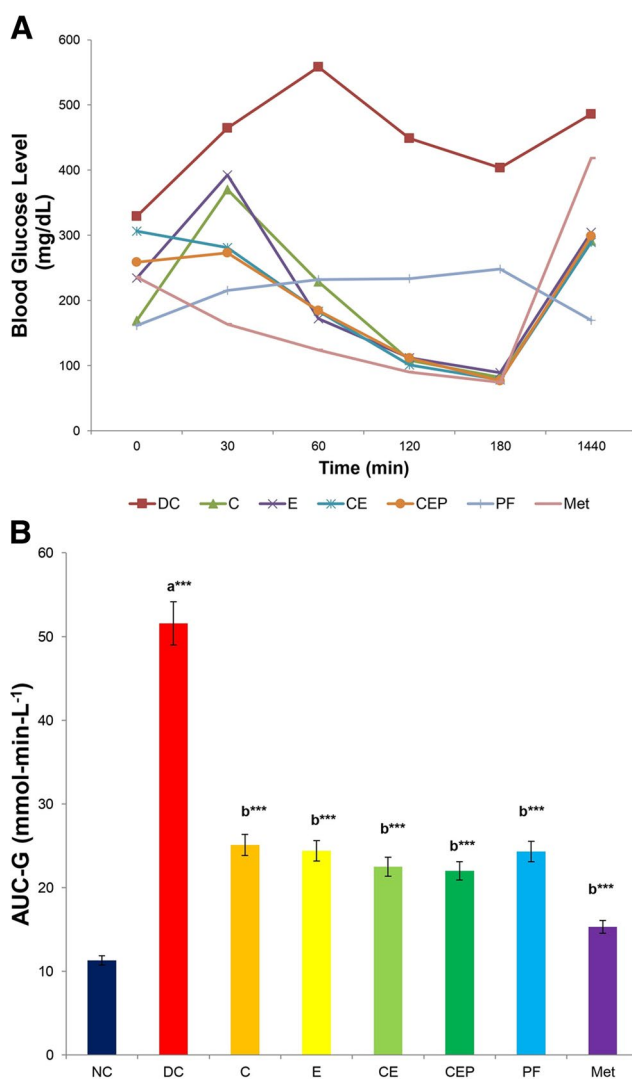 A
600
500
400
300
200
100
0
Blood Glucose Level
(mg/dL)
0 30 60 120 180 1440
Time (min)
DC C E CE CEP PF Met
B
60
50
40
30
20
10
0
AUC-G (mmol-min-L⁻¹)
a***
b***
b***
b***
b***
b***
b***
NC DC C E CE CEP PF Met